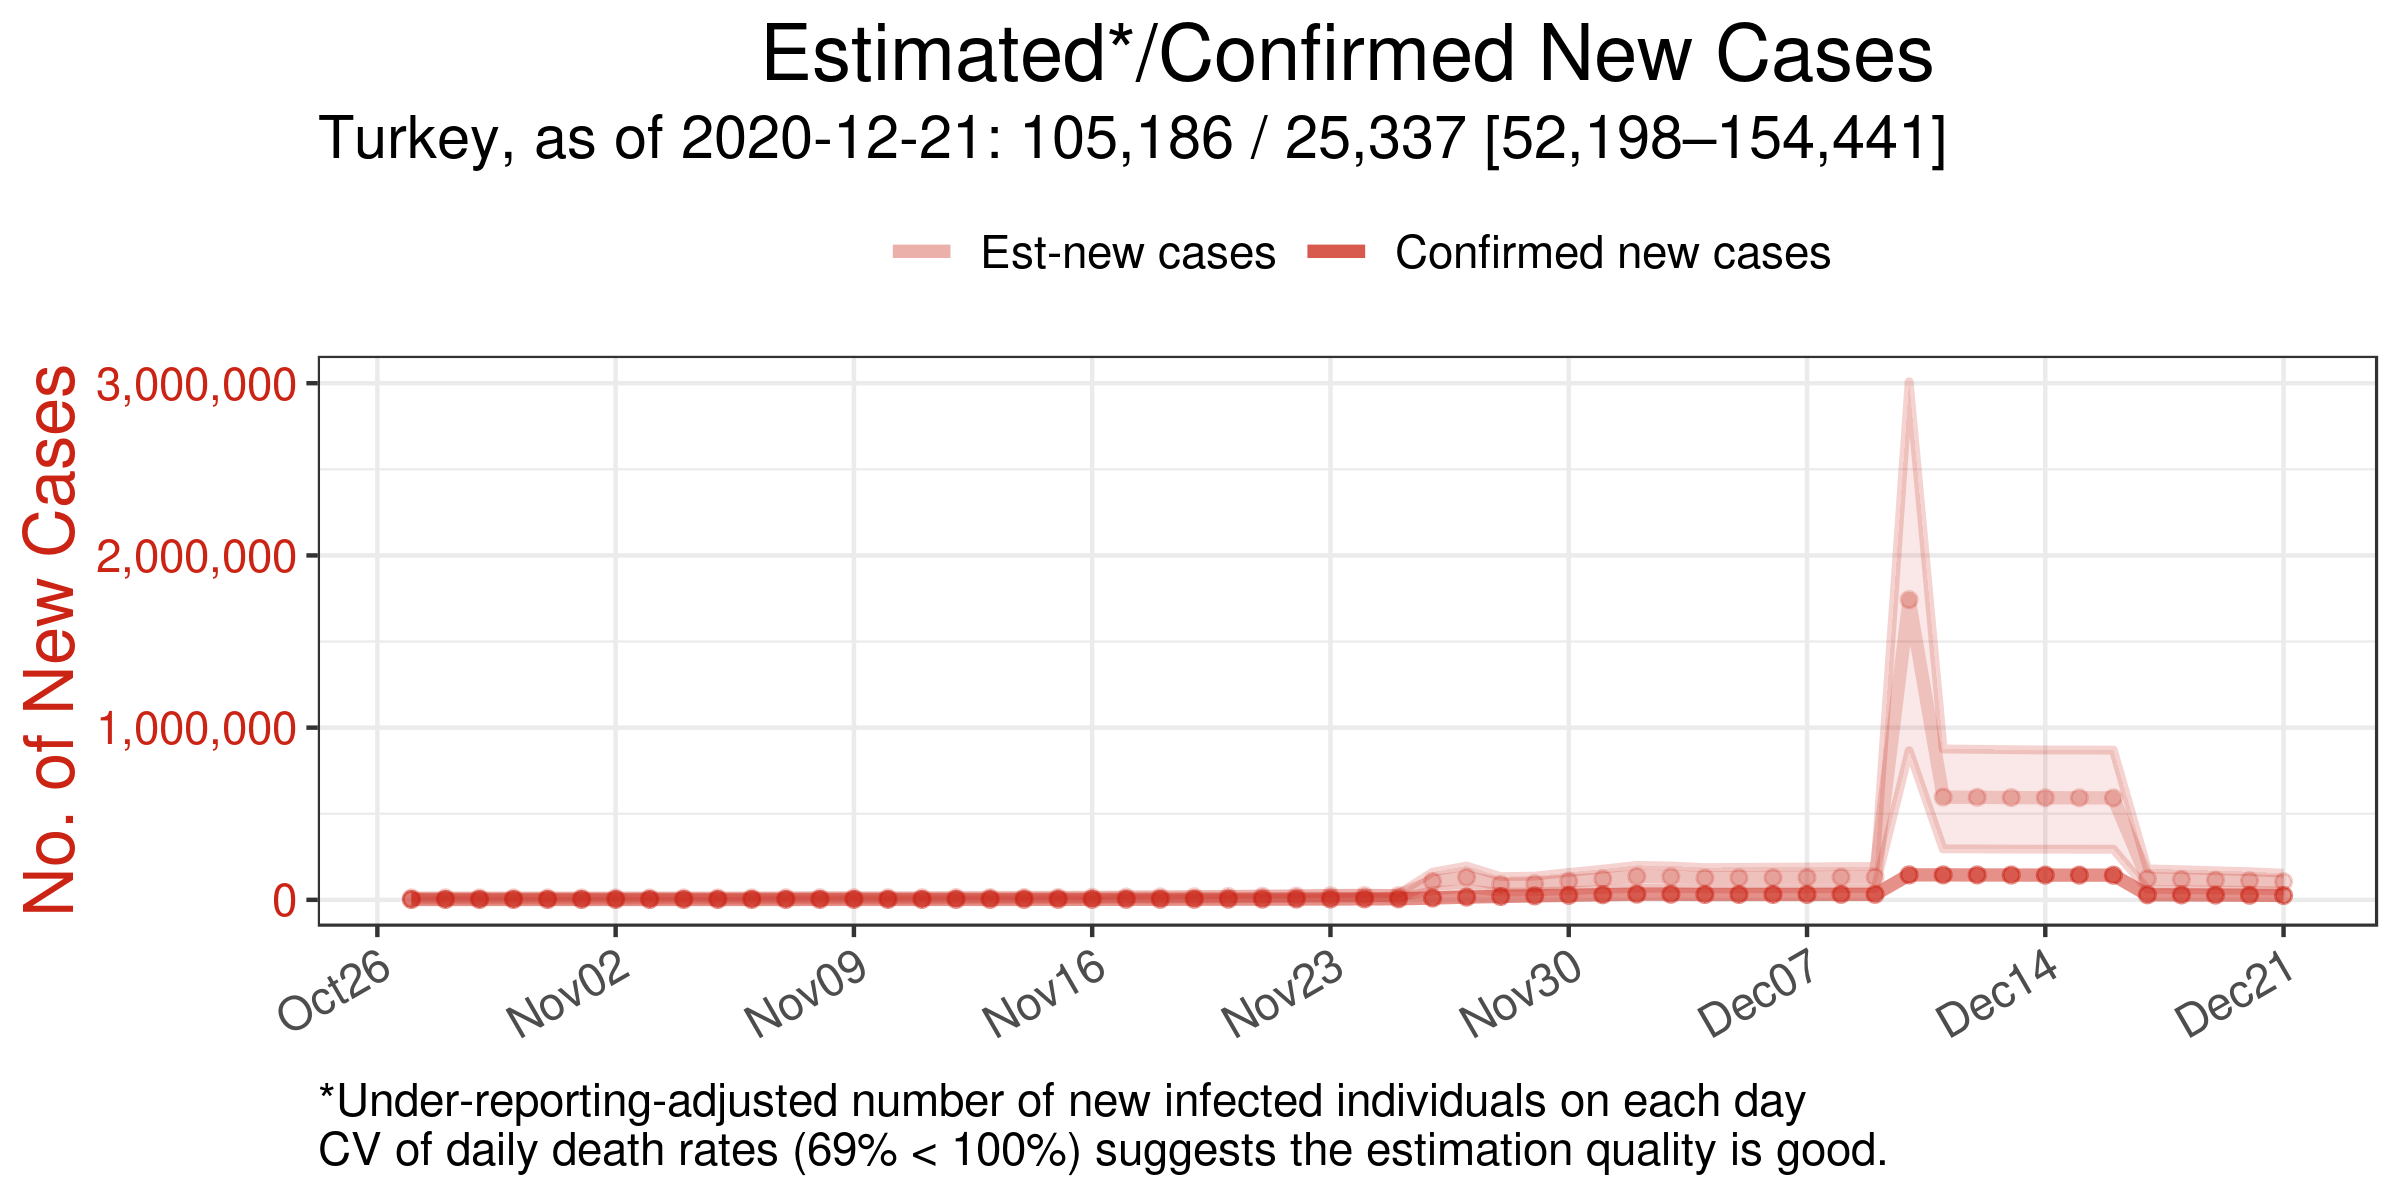 Estimated*/Confirmed New Cases
Turkey, as of 2020-12-21: 105,186 / 25,337 [52,198–154,441]
Est-new cases
Confirmed new cases
No. of New Cases
3,000,000
2,000,000
1,000,000
0
Oct26
Nov02
Nov09
Nov16
Nov23
Nov30
Dec07
Dec14
Dec21
*Under-reporting-adjusted number of new infected individuals on each day
CV of daily death rates (69% < 100%) suggests the estimation quality is good.